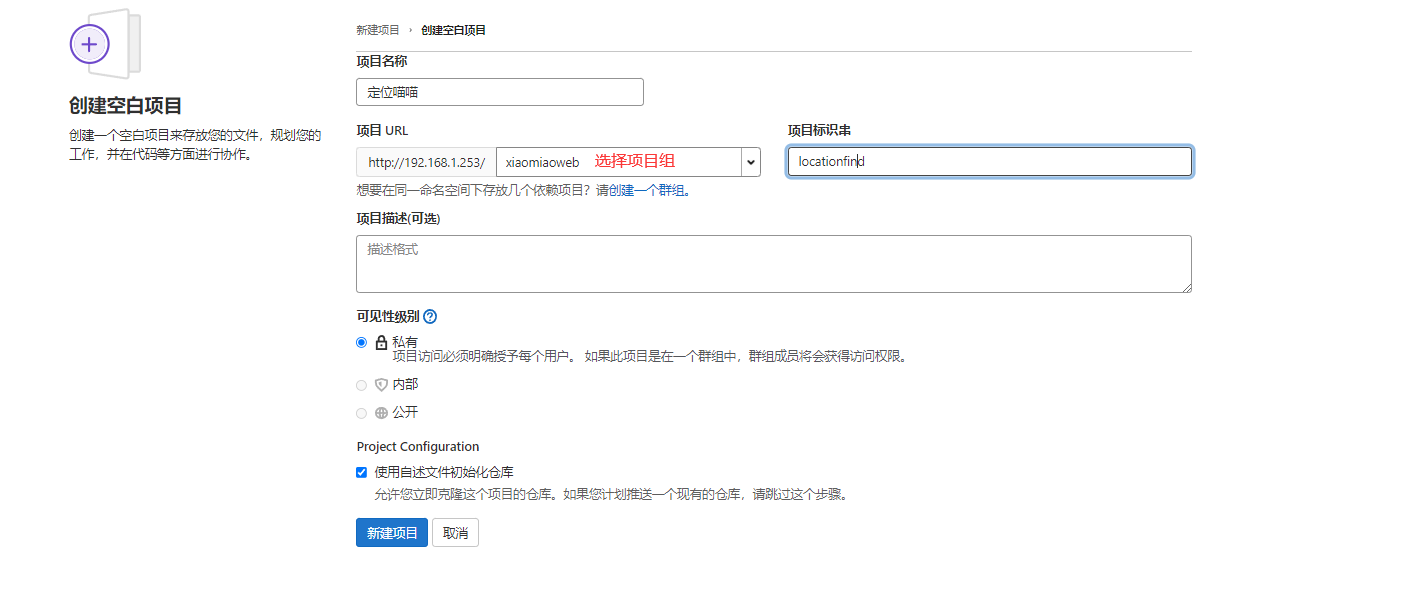 创建空白项目
创建一个空白项目来存放您的文件，规划您的
工作，并在代码等方面进行协作。
新建项目 › 创建空白项目
项目名称
定位喵喵
项目 URL
http://192.168.1.253/ xiaomiaoweb 选择项目组
想要在同一命名空间下存放几个依赖项目？请创建一个群组。
项目标识串
locationfind
项目描述(可选)
描述格式
可见性级别
私有
项目访问必须明确授予每个用户。 如果此项目是在一个群组中，群组成员将会获得访问权限。
内部
公开
Project Configuration
使用自述文件初始化仓库
允许您立即克隆这个项目的仓库。如果您计划推送一个现有的仓库，请跳过这个步骤。
新建项目 取消